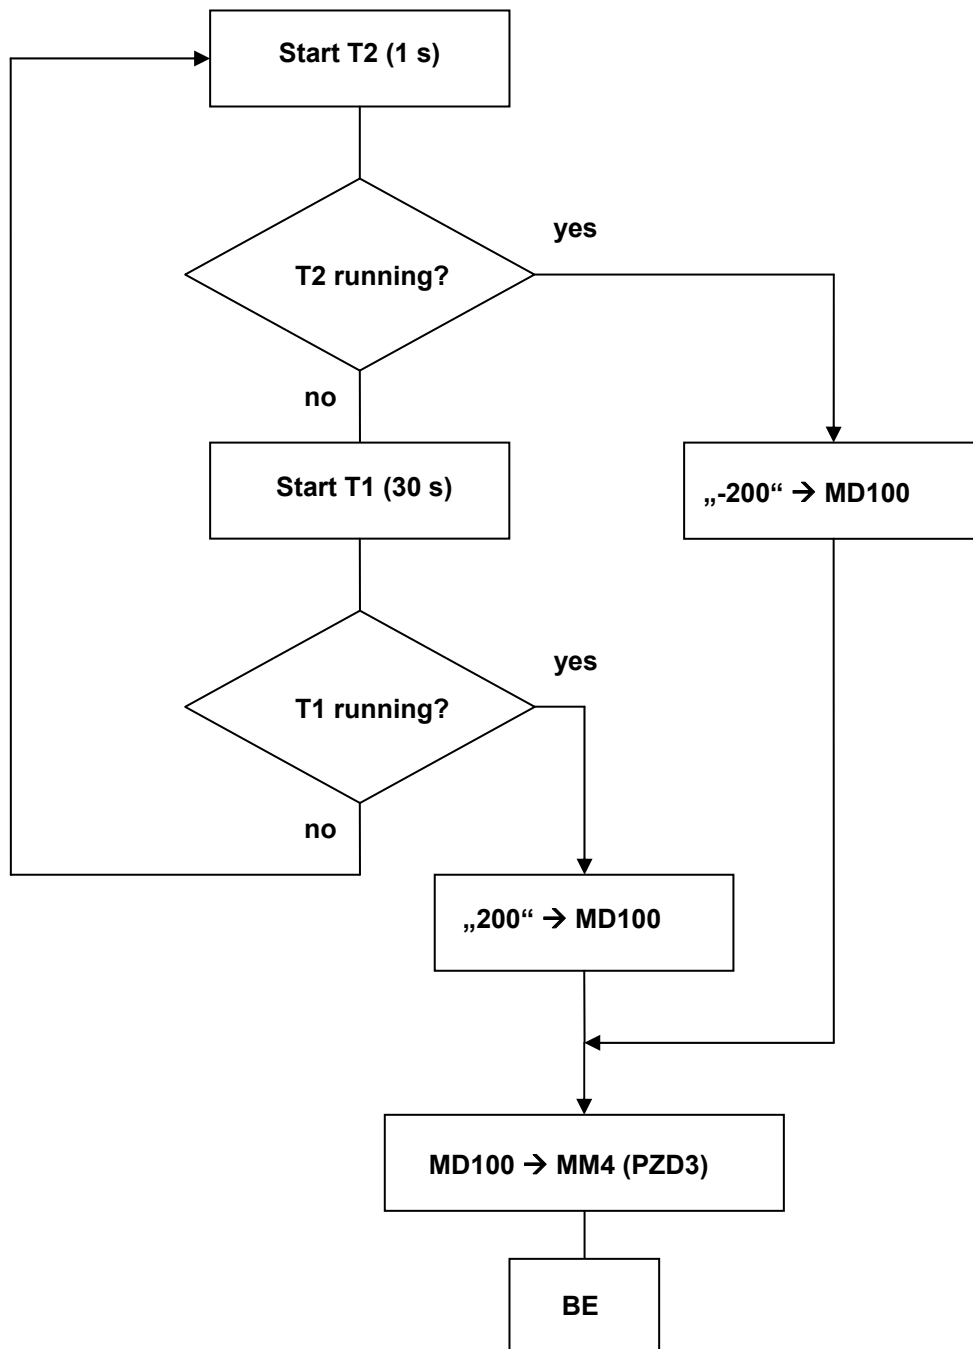 Start T2 (1 s)
yes
T2 running?
no
Start T1 (30 s)
„-200“ → MD100
yes
T1 running?
no
„200“ → MD100
MD100 → MM4 (PZD3)
BE